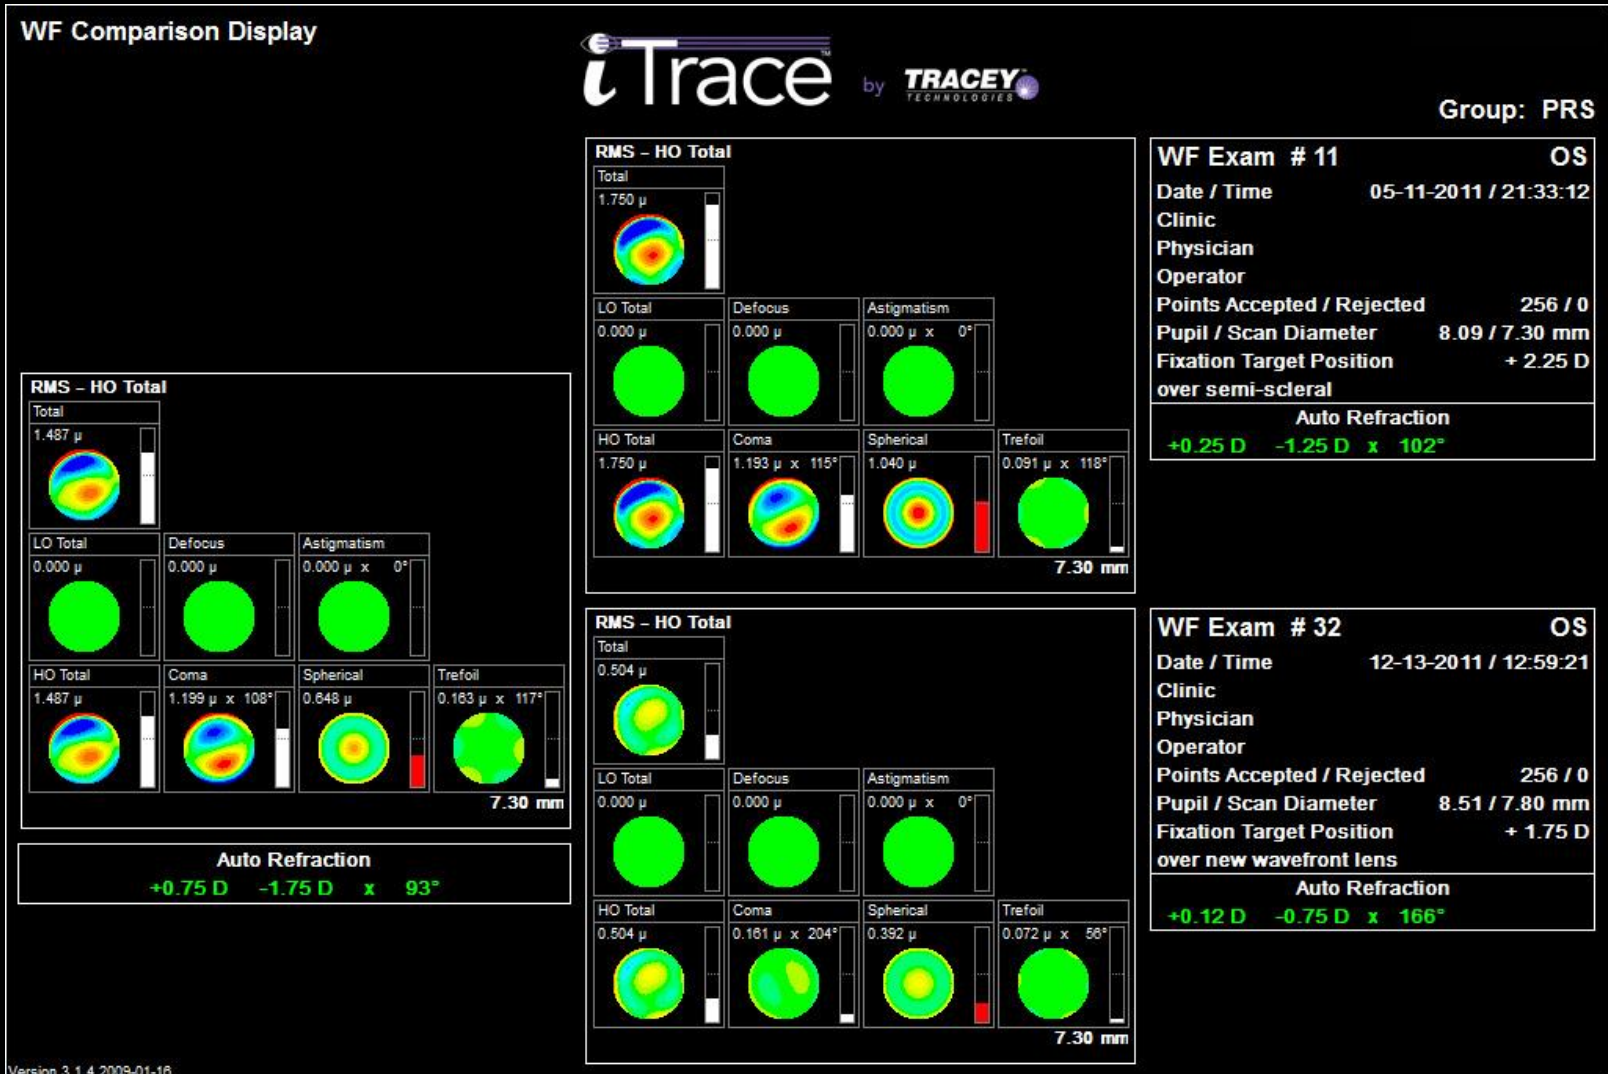 WF Comparison Display
iTrace™
by TRACEY
TECHNOLOGIES
Group: PRS
RMS – HO Total
Total
1.750 µ
LO Total Defocus Astigmatism
0.000 µ 0.000 µ 0.000 µ x 0°
HO Total Coma Spherical Trefoil
1.750 µ 1.193 µ x 115° 1.040 µ 0.091 µ x 118°
7.30 mm
WF Exam # 11 OS
Date / Time 05-11-2011 / 21:33:12
Clinic
Physician
Operator
Points Accepted / Rejected 256 / 0
Pupil / Scan Diameter 8.09 / 7.30 mm
Fixation Target Position + 2.25 D
over semi-scleral
Auto Refraction
+0.25 D -1.25 D x 102°
RMS – HO Total
Total
1.487 µ
LO Total Defocus Astigmatism
0.000 µ 0.000 µ 0.000 µ x 0°
HO Total Coma Spherical Trefoil
1.487 µ 1.199 µ x 108° 0.648 µ 0.163 µ x 117°
7.30 mm
Auto Refraction
+0.75 D -1.75 D x 93°
RMS – HO Total
Total
0.504 µ
LO Total Defocus Astigmatism
0.000 µ 0.000 µ 0.000 µ x 0°
HO Total Coma Spherical Trefoil
0.504 µ 0.161 µ x 204° 0.392 µ 0.072 µ x 56°
7.30 mm
WF Exam # 32 OS
Date / Time 12-13-2011 / 12:59:21
Clinic
Physician
Operator
Points Accepted / Rejected 256 / 0
Pupil / Scan Diameter 8.51 / 7.80 mm
Fixation Target Position + 1.75 D
over new wavefront lens
Auto Refraction
+0.12 D -0.75 D x 166°
Version 3.1.4 2009-01-16